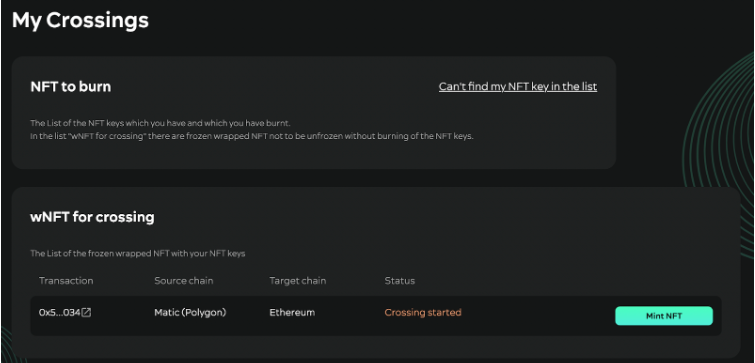 My Crossings
NFT to burn
Can't find my NFT key in the list
The List of the NFT keys which you have and which you have burnt.
In the list "wNFT for crossing" there are frozen wrapped NFT not to be unfrozen without burning of the NFT keys.
wNFT for crossing
The List of the frozen wrapped NFT with your NFT keys
Transaction Source chain Target chain Status
0x5...034 Matic (Polygon) Ethereum Crossing started Mint NFT